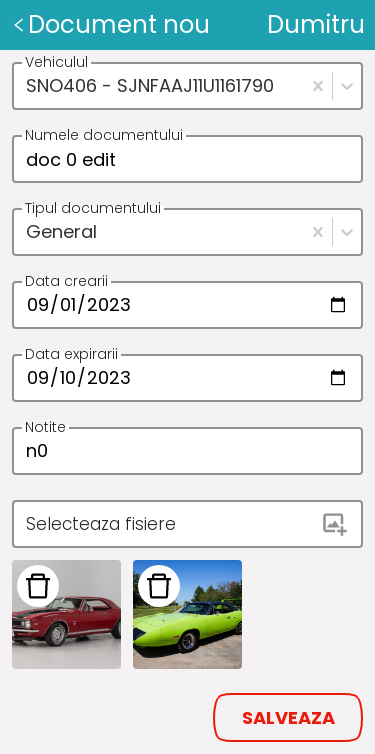 Document nou
Dumitru
Vehiculul
SNO406 - SJNFAAJ11U1161790
Numele documentului
doc 0 edit
Tipul documentului
General
Data crearii
09/01/2023
Data expirarii
09/10/2023
Notite
n0
Selecteaza fisiere
SALVEAZA